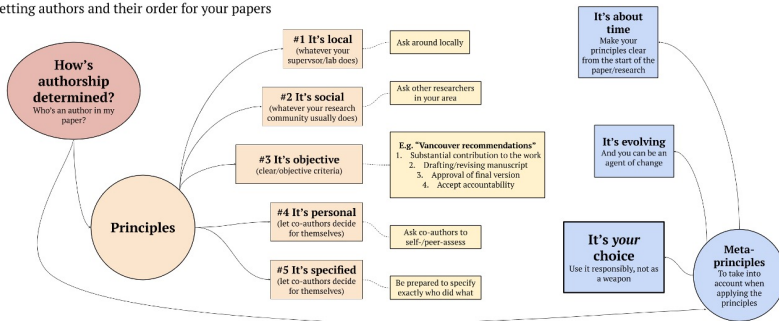 etting authors and their order for your papers
How's
authorship
determined?
Who's an author in my
paper?
Principles
#1 It's local
(whatever your
supervsor/lab does)
Ask around locally
#2 It's social
(whatever your research
community usually does)
Ask other researchers
in your area
#3 It's objective
(clear/objective criteria)
E.g. “Vancouver recommendations”
1. Substantial contribution to the work
2. Drafting/revising manuscript
3. Approval of final version
4. Accept accountability
#4 It's personal
(let co-authors decide
for themselves)
Ask co-authors to
self-/peer-assess
#5 It's specified
(let co-authors decide
for themselves)
Be prepared to specify
exactly who did what
It's about
time
Make your
principles clear
from the start of the
paper/research
It's evolving
And you can be an
agent of change
It's your
choice
Use it responsibly, not as
a weapon
Meta-
principles
To take into
account when
applying the
principles